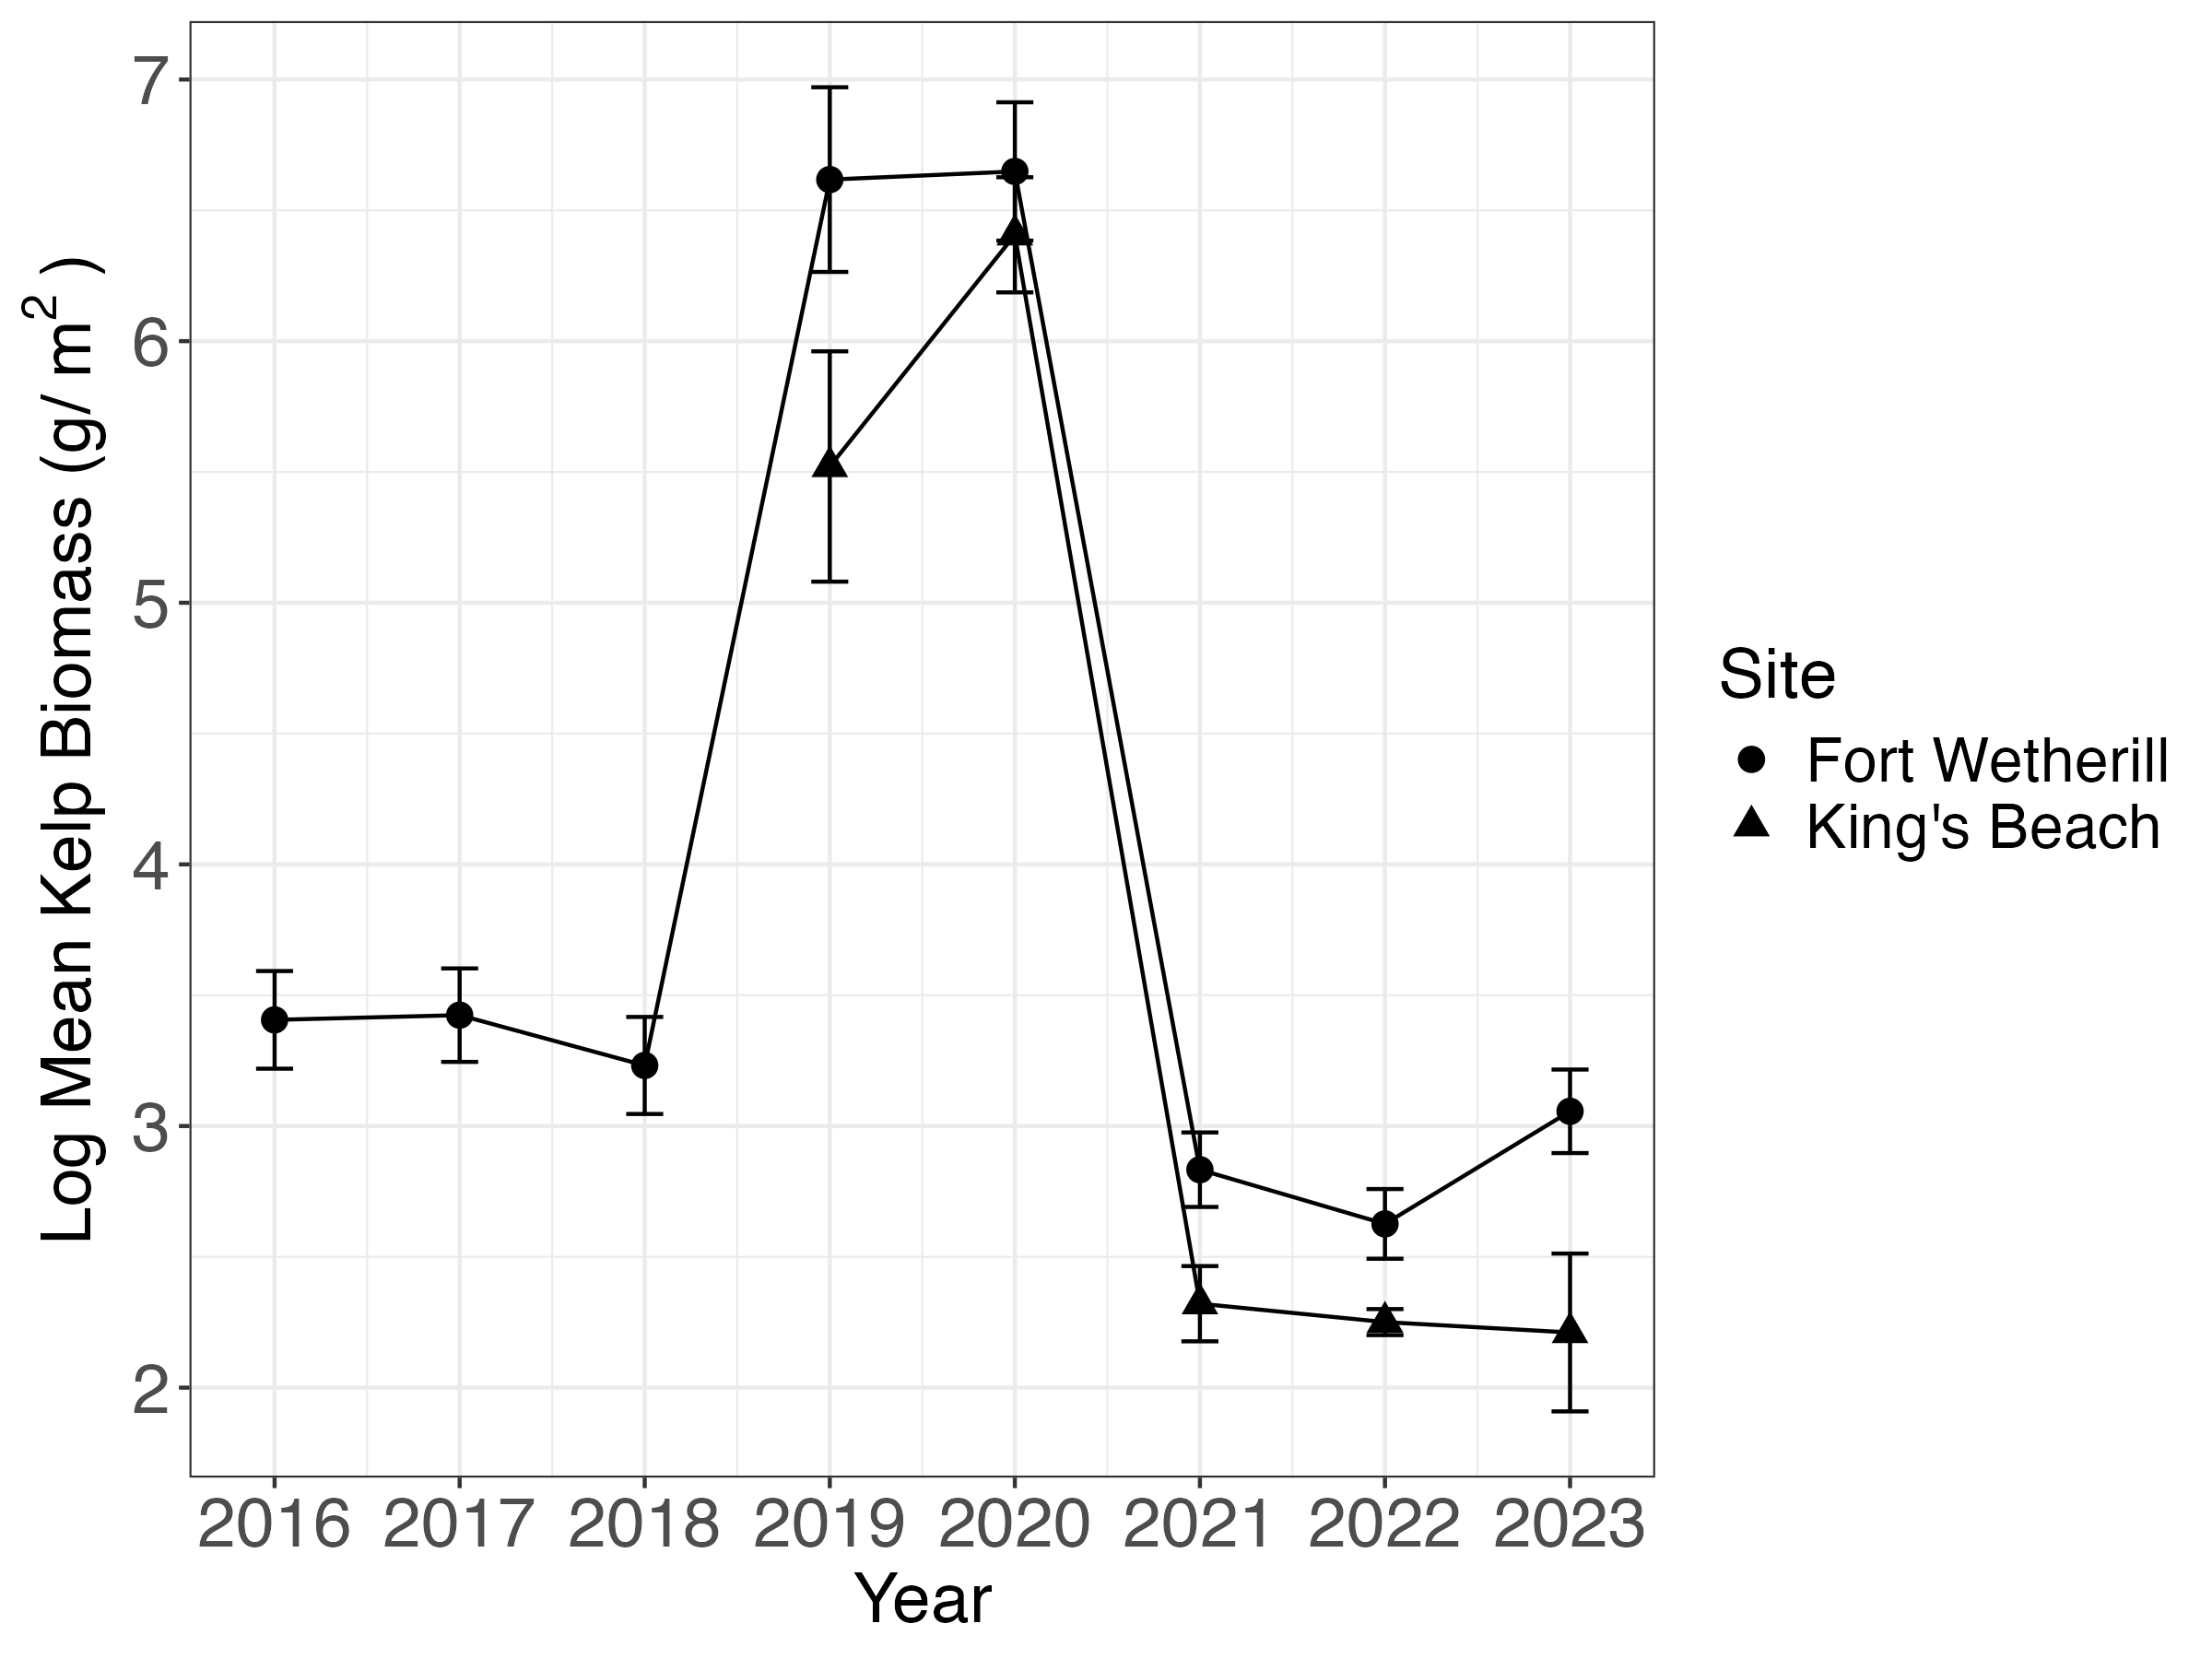 Log Mean Kelp Biomass (g/ m² )
7
6
5
4
3
2
2016 2017 2018 2019 2020 2021 2022 2023
Year
Site
Fort Wetherill
King's Beach